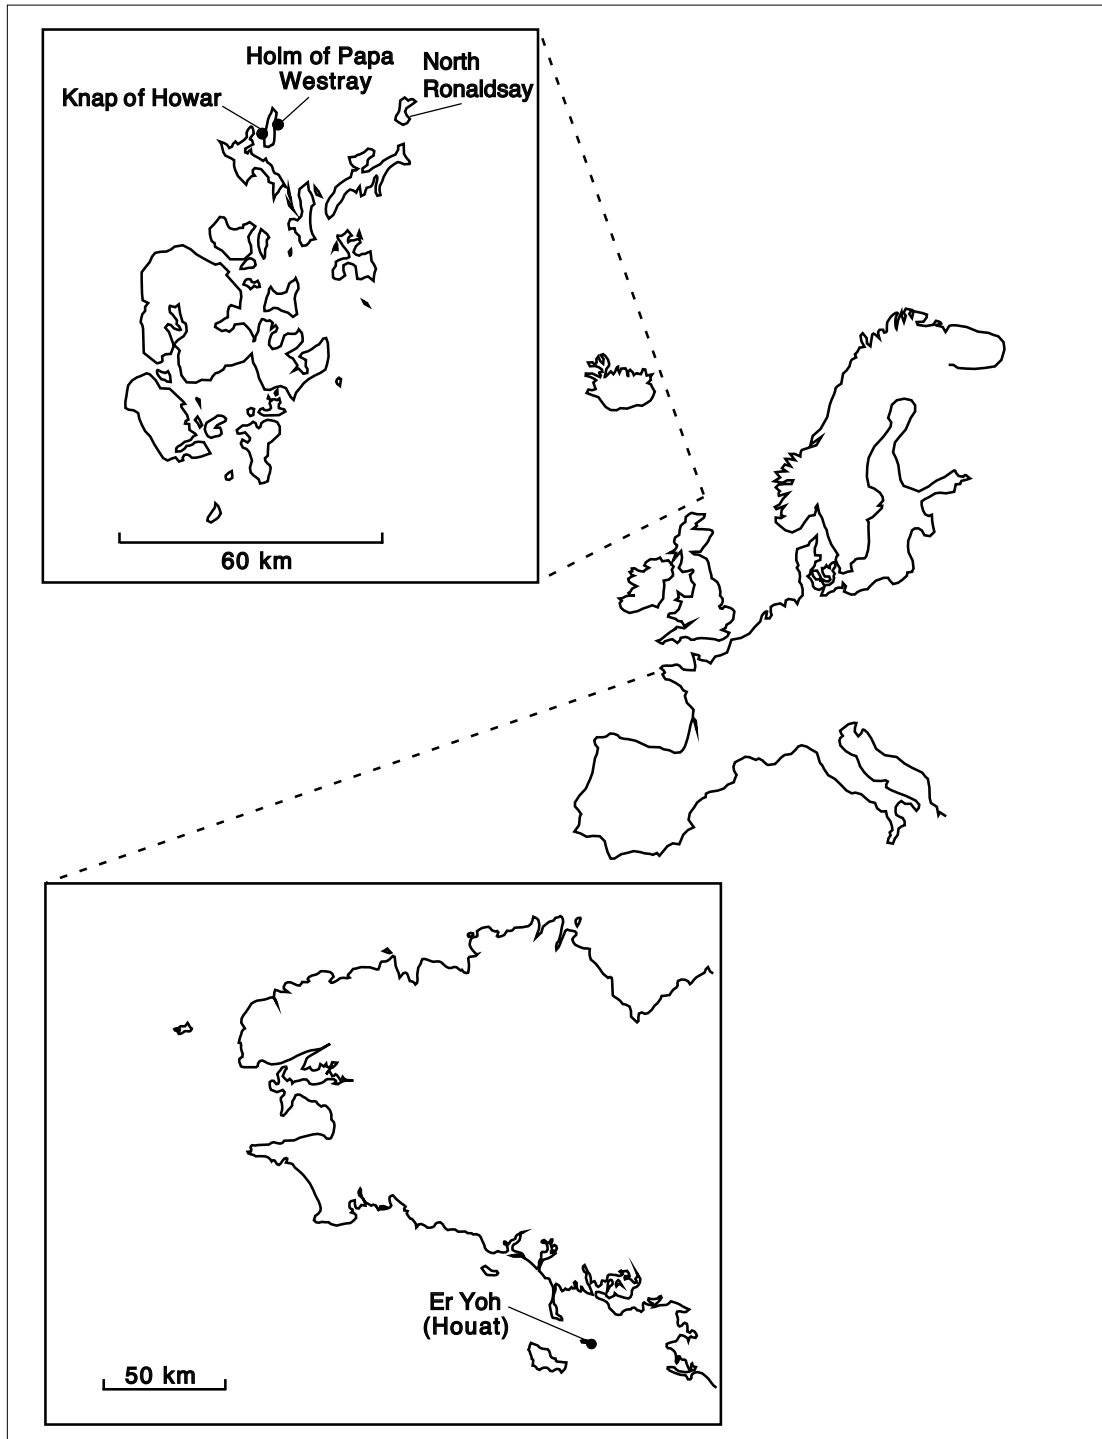 Holm of Papa
Westray
North
Ronaldsay
Knap of Howar
60 km
Er Yoh
(Houat)
50 km